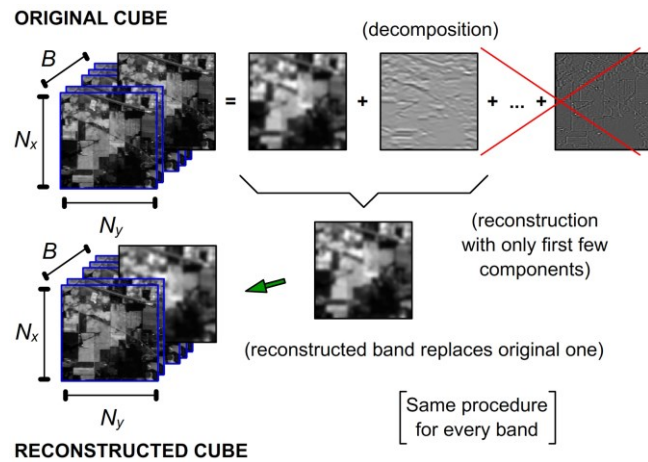 ORIGINAL CUBE
(decomposition)
B
= + + ... +
Nx
Ny
(reconstruction
with only first few
components)
B
Nx
(reconstructed band replaces original one)
Ny
[Same procedure
for every band]
RECONSTRUCTED CUBE